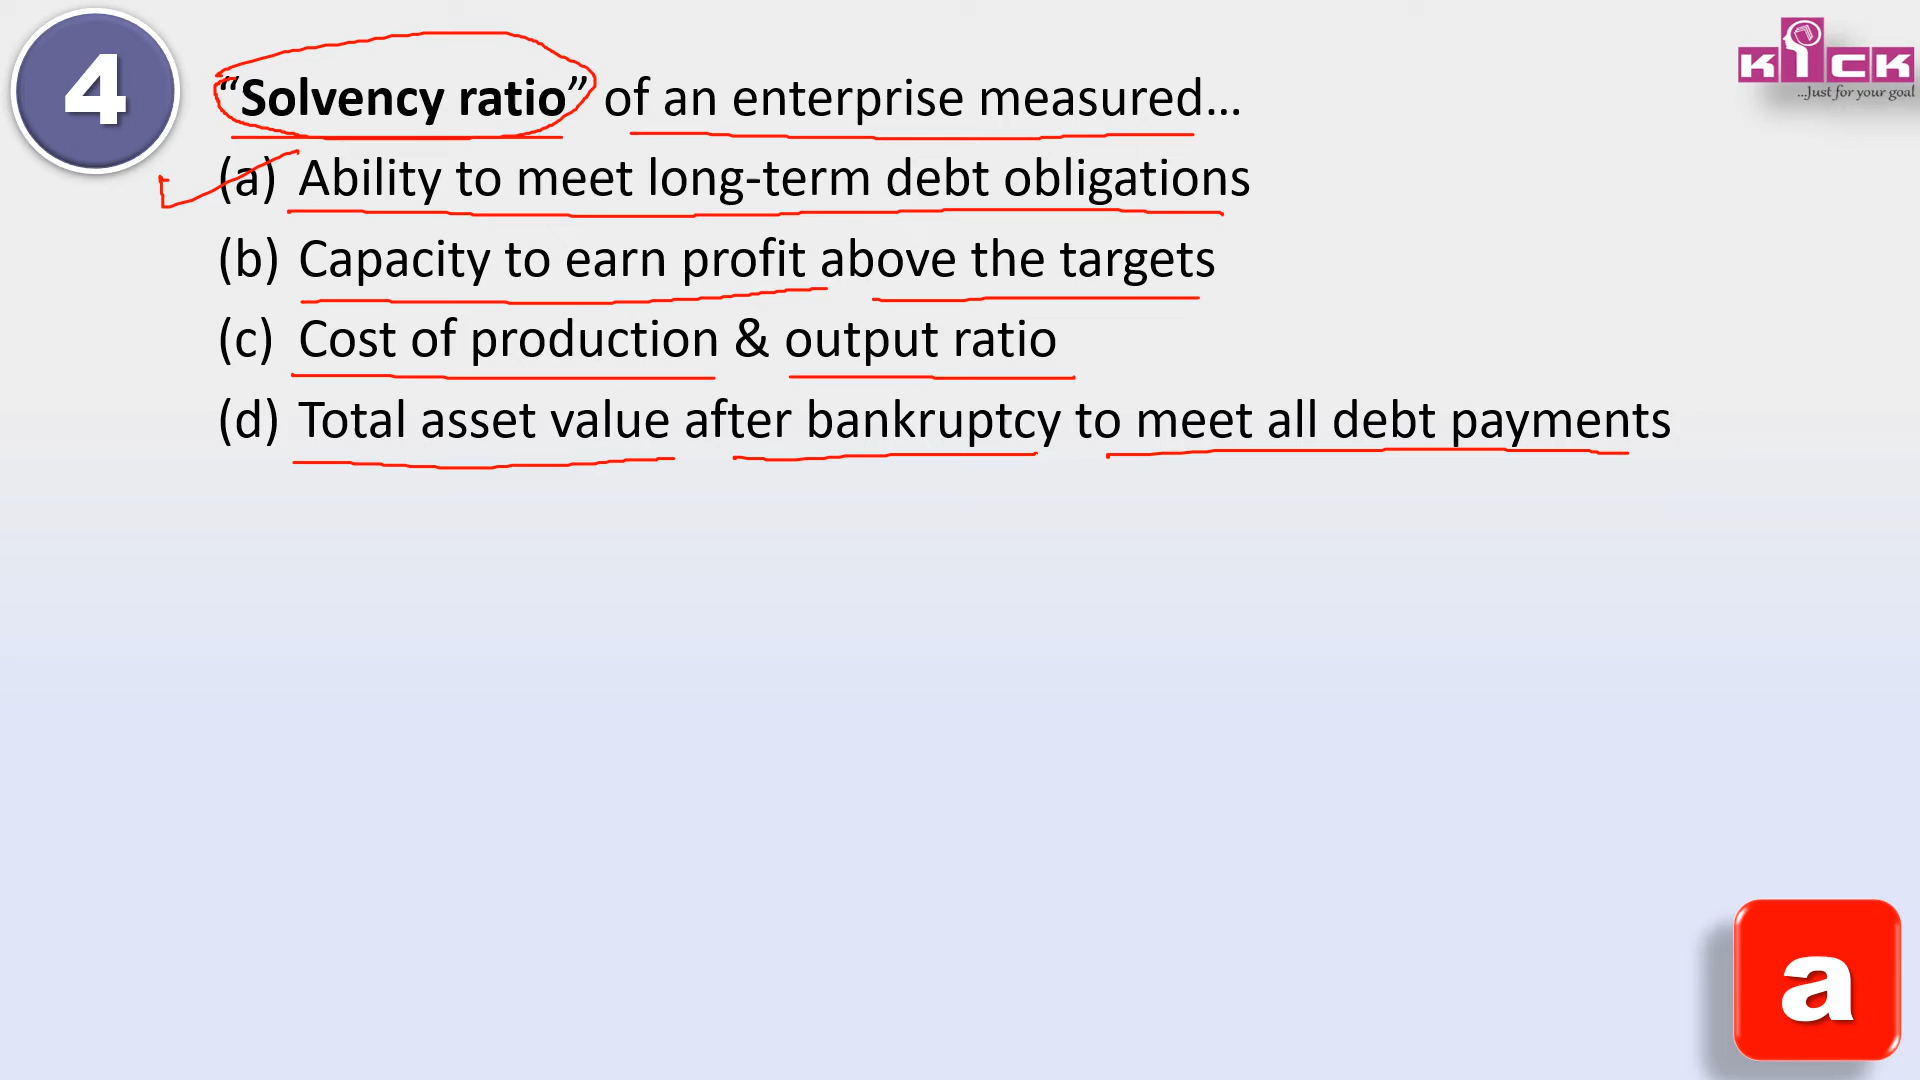 4
“Solvency ratio” of an enterprise measured...
(a) Ability to meet long-term debt obligations
(b) Capacity to earn profit above the targets
(c) Cost of production & output ratio
(d) Total asset value after bankruptcy to meet all debt payments
KICK
...Just for your goal
a